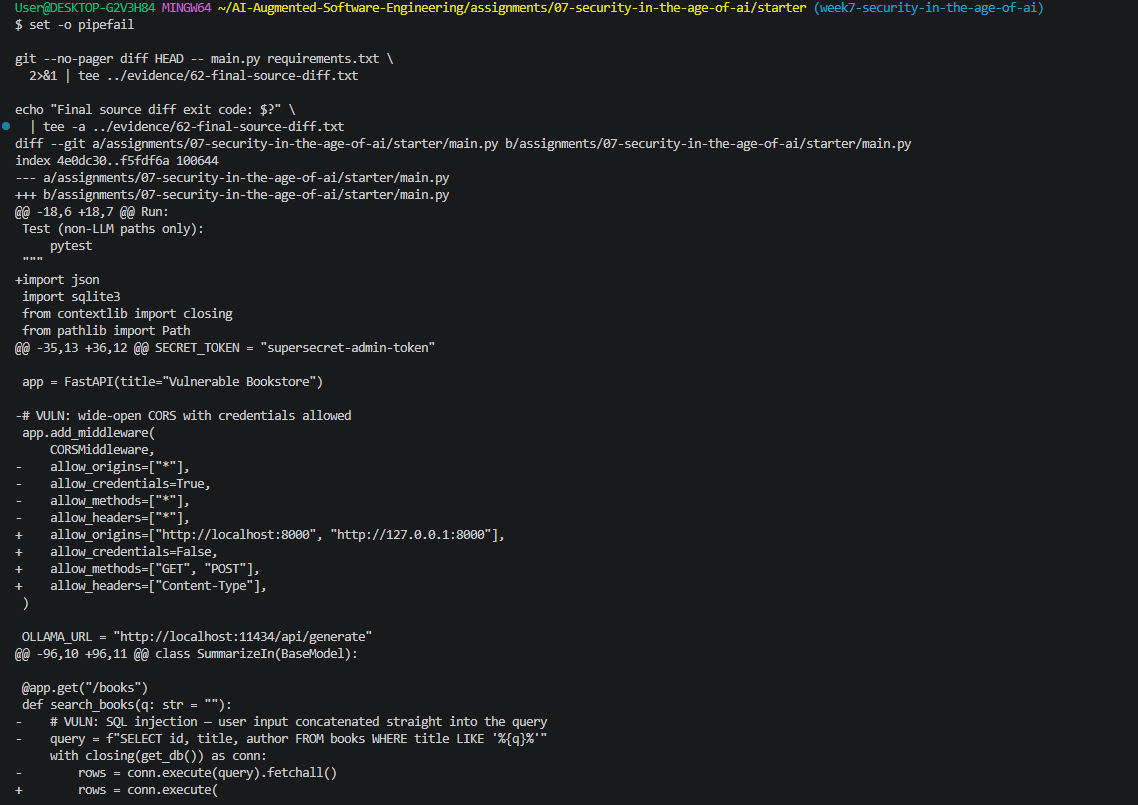 User@DESKTOP-G2V3H84 MINGW64 ~/AI-Augmented-Software-Engineering/assignments/07-security-in-the-age-of-ai/starter (week7-security-in-the-age-of-ai)
$ set -o pipefail

git --no-pager diff HEAD -- main.py requirements.txt \
  2>&1 | tee ../evidence/62-final-source-diff.txt

echo "Final source diff exit code: $?" \
  | tee -a ../evidence/62-final-source-diff.txt
diff --git a/assignments/07-security-in-the-age-of-ai/starter/main.py b/assignments/07-security-in-the-age-of-ai/starter/main.py
index 4e0dc30..f5fdf6a 100644
--- a/assignments/07-security-in-the-age-of-ai/starter/main.py
+++ b/assignments/07-security-in-the-age-of-ai/starter/main.py
@@ -18,6 +18,7 @@ Run:
 Test (non-LLM paths only):
     pytest
 """
+import json
 import sqlite3
 from contextlib import closing
 from pathlib import Path
@@ -35,13 +36,12 @@ SECRET_TOKEN = "supersecret-admin-token"

 app = FastAPI(title="Vulnerable Bookstore")

-# VULN: wide-open CORS with credentials allowed
 app.add_middleware(
     CORSMiddleware,
-    allow_origins=["*"],
-    allow_credentials=True,
-    allow_methods=["*"],
-    allow_headers=["*"],
+    allow_origins=["http://localhost:8000", "http://127.0.0.1:8000"],
+    allow_credentials=False,
+    allow_methods=["GET", "POST"],
+    allow_headers=["Content-Type"],
 )

 OLLAMA_URL = "http://localhost:11434/api/generate"
@@ -96,10 +96,11 @@ class SummarizeIn(BaseModel):

 @app.get("/books")
 def search_books(q: str = ""):
-    # VULN: SQL injection — user input concatenated straight into the query
-    query = f"SELECT id, title, author FROM books WHERE title LIKE '%{q}%'"
     with closing(get_db()) as conn:
-        rows = conn.execute(query).fetchall()
+        rows = conn.execute(